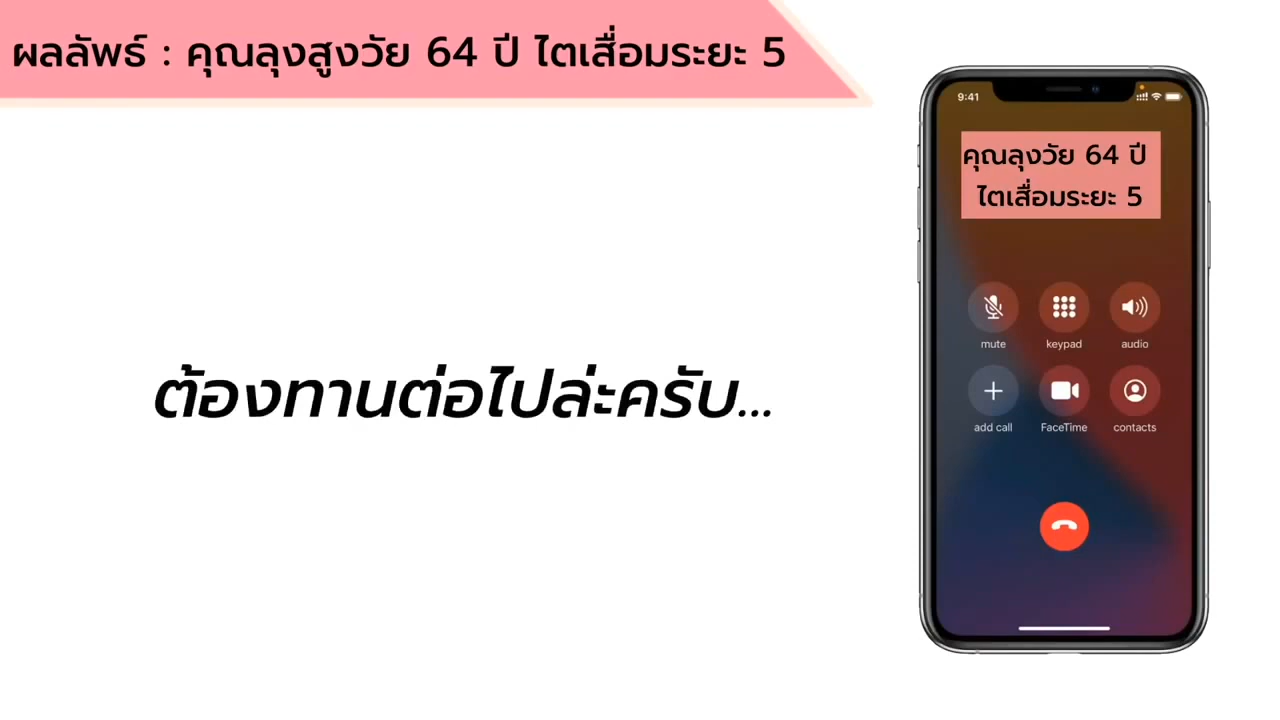 ผลลัพธ์ : คุณลุงสูงวัย 64 ปี ไตเสื่อมระยะ 5
9:41
คุณลุงวัย 64 ปี
ไตเสื่อมระยะ 5
mute keypad audio
ต้องทานต่อไปล่ะครับ...
add call FaceTime contacts